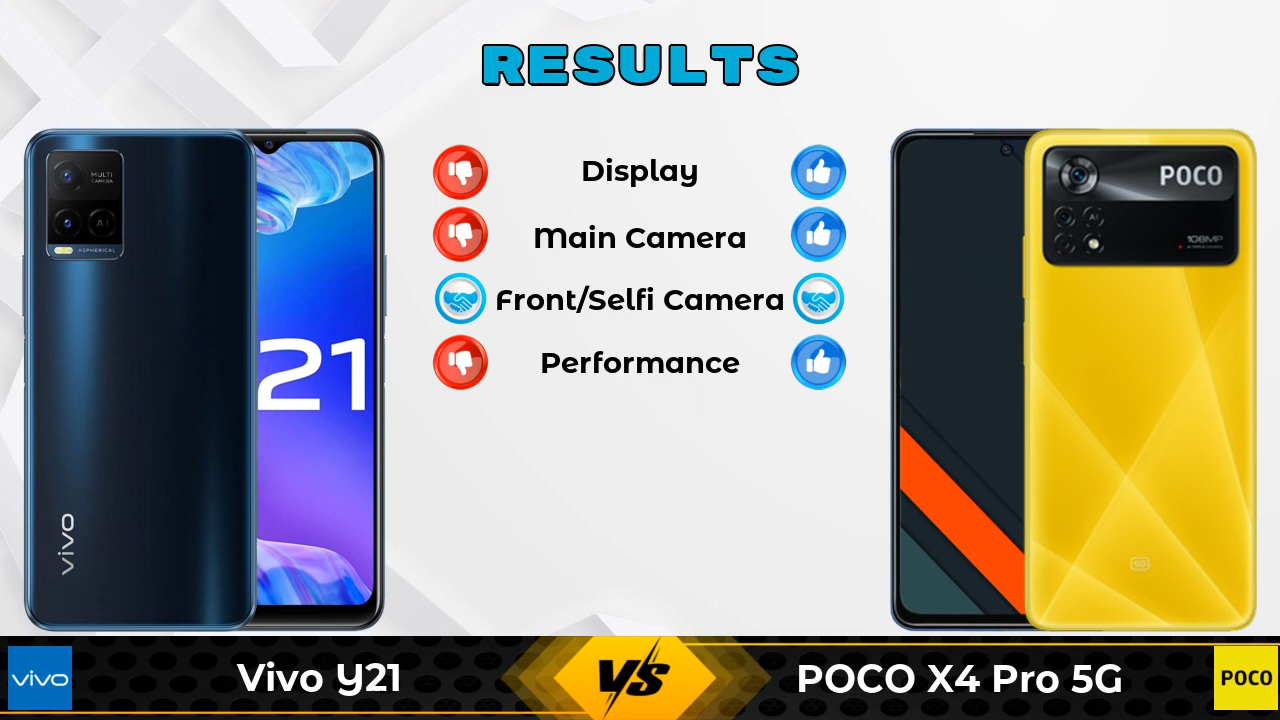 RESULTS
MULTI
CAMERA
AI
ASPHERICAL
21
vivo
Display
Main Camera
Front/Selfi Camera
Performance
POCO
AI
108MP
5G
vivo
Vivo Y21
VS
POCO X4 Pro 5G
POCO